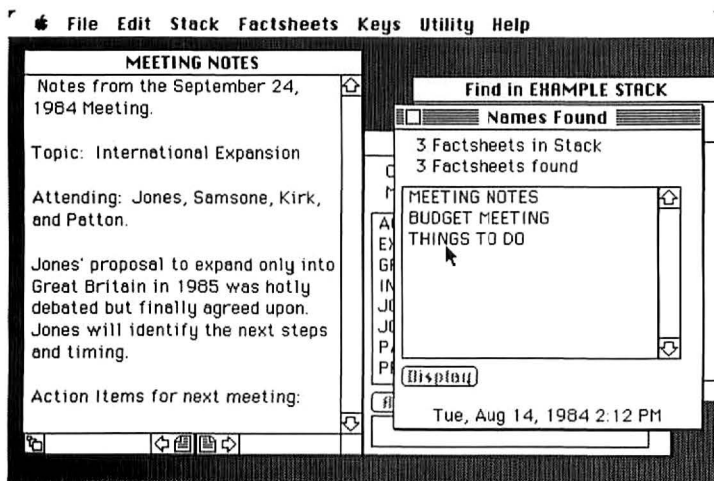 File Edit Stack Factsheets Keys Utility Help
MEETING NOTES
Notes from the September 24,
1984 Meeting.
Topic: International Expansion
Attending: Jones, Samsone, Kirk,
and Patton.
Jones' proposal to expand only into
Great Britain in 1985 was hotly
debated but finally agreed upon.
Jones will identify the next steps
and timing.
Action Items for next meeting:
Find in EXAMPLE STACK
Names Found
3 Factsheets in Stack
3 Factsheets found
MEETING NOTES
BUDGET MEETING
THINGS TO DO
Display
Tue, Aug 14, 1984 2:12 PM